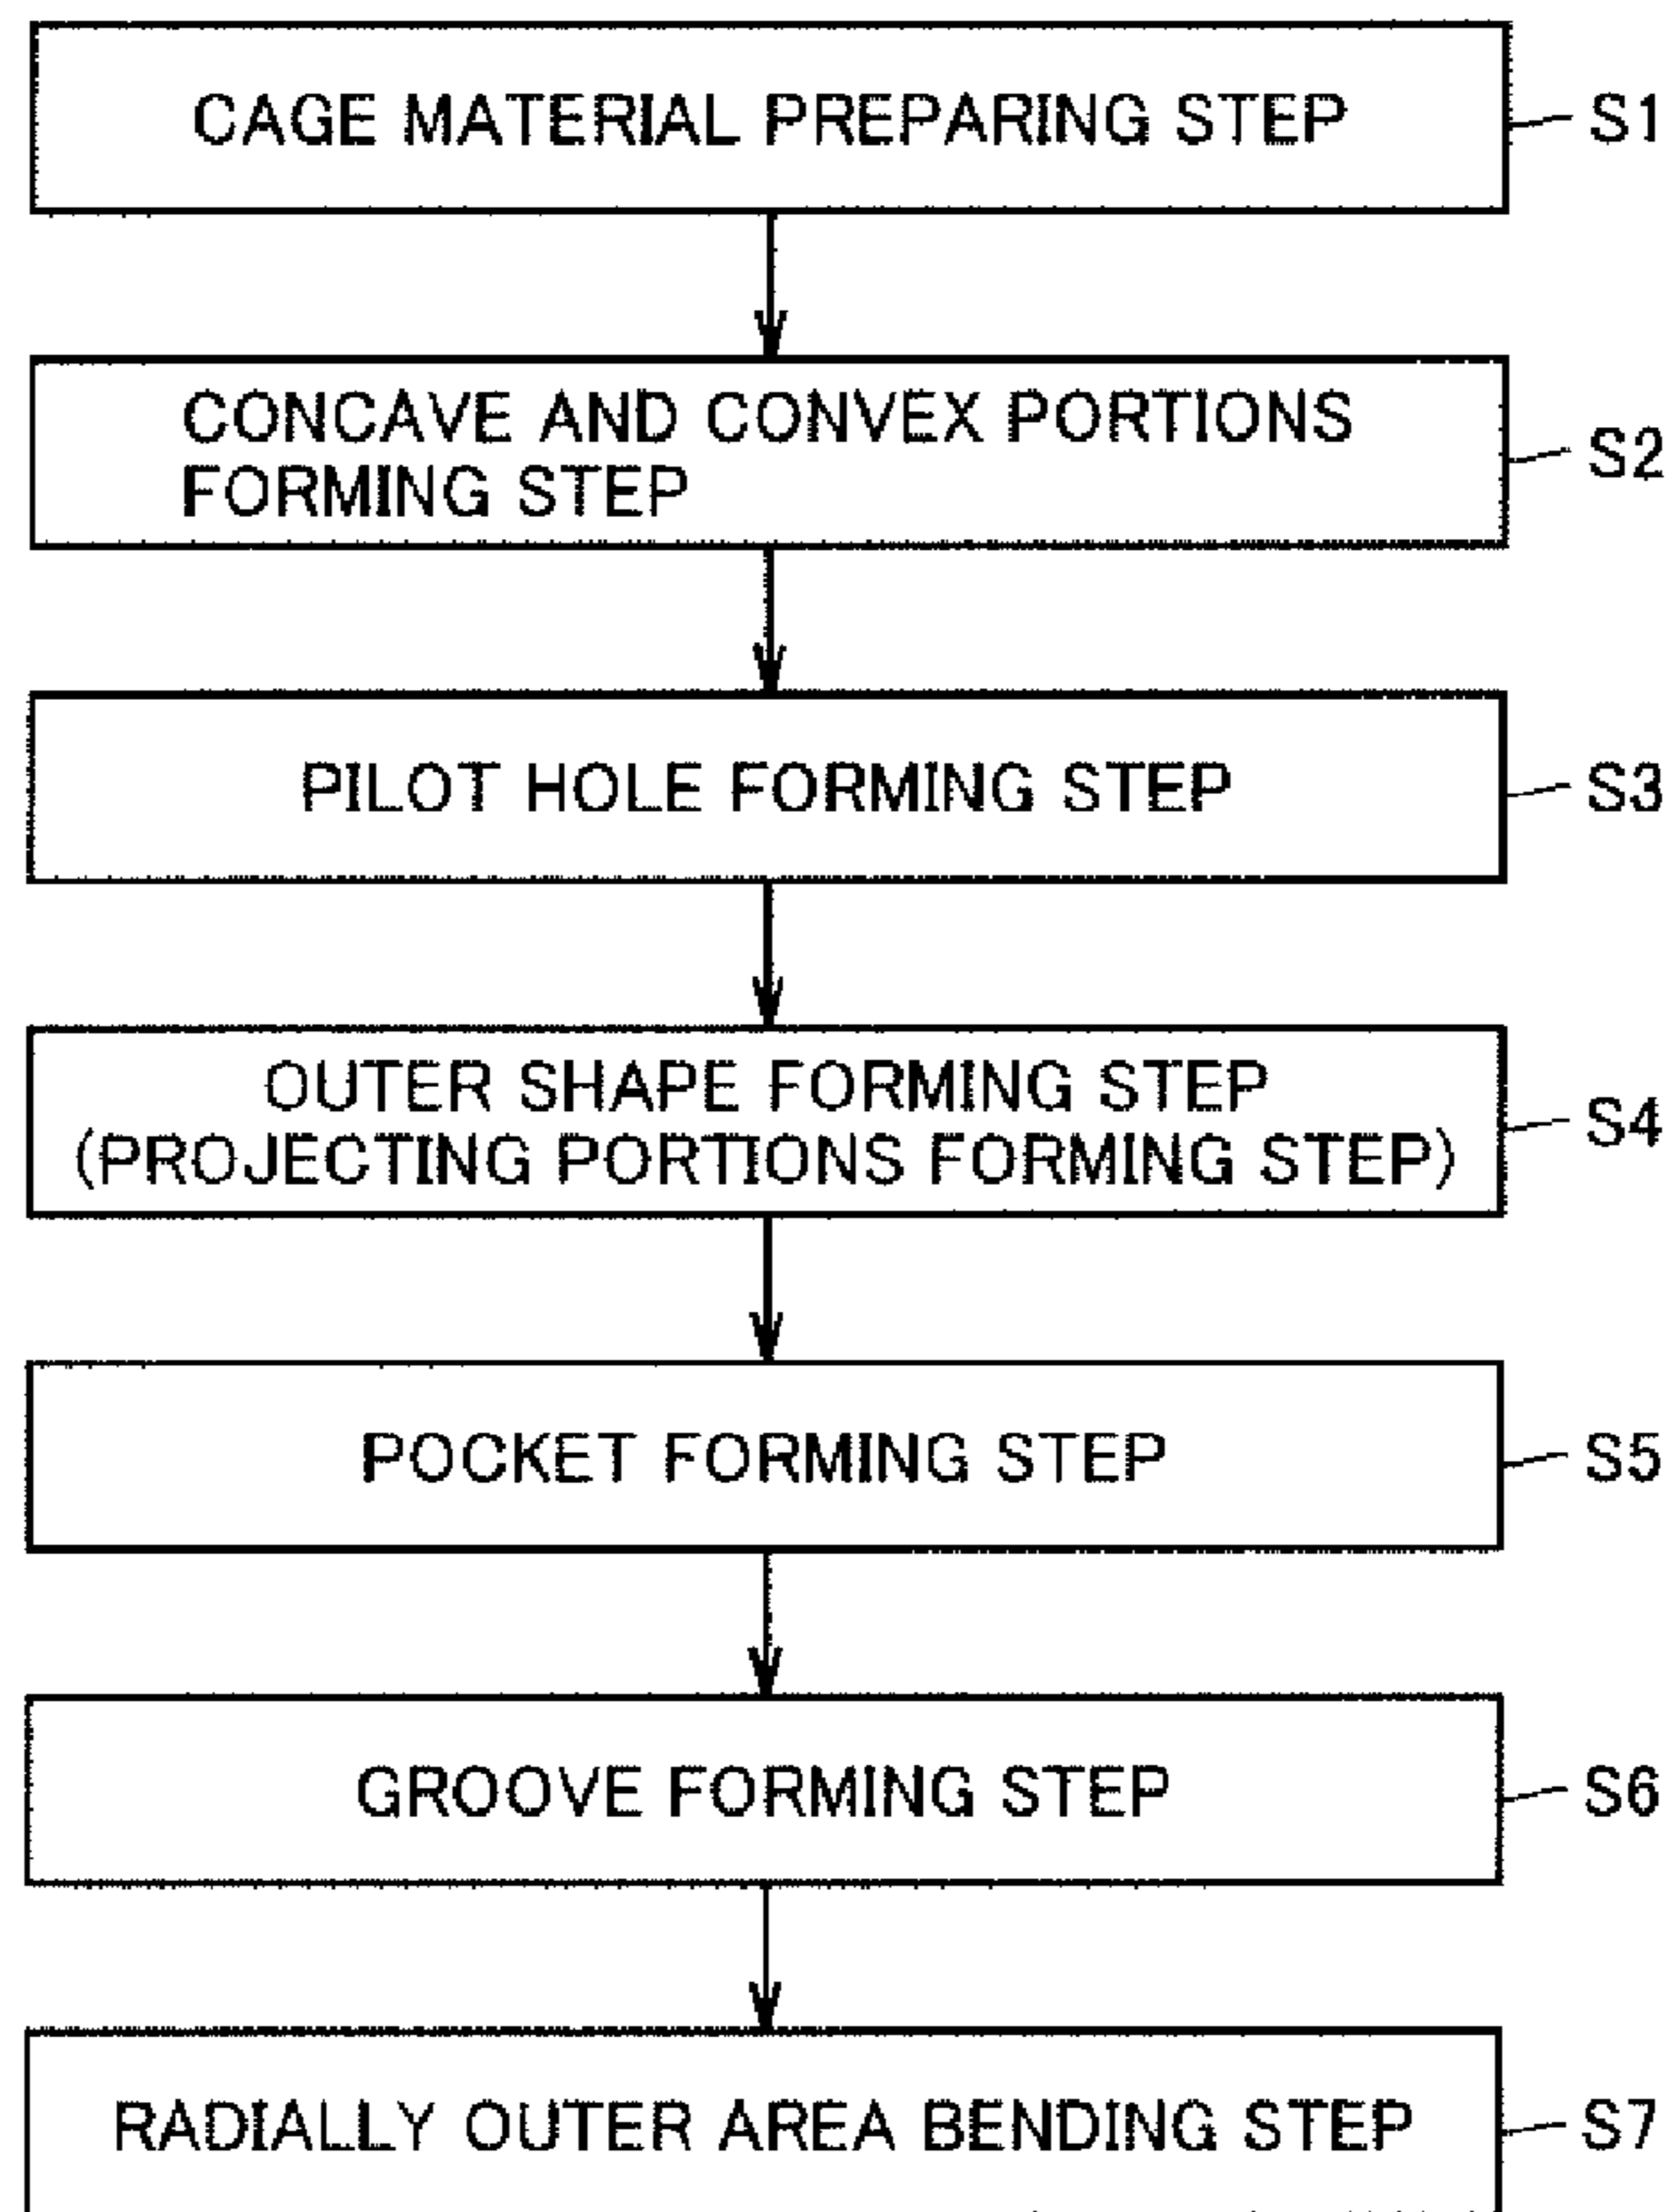 CAGE MATERIAL PREPARING STEP
S1
CONCAVE AND CONVEX PORTIONS
FORMING STEP
S2
PILOT HOLE FORMING STEP
S3
OUTER SHAPE FORMING STEP
(PROJECTING PORTIONS FORMING STEP)
S4
POCKET FORMING STEP
S5
GROOVE FORMING STEP
S6
RADIALLY OUTER AREA BENDING STEP
S7